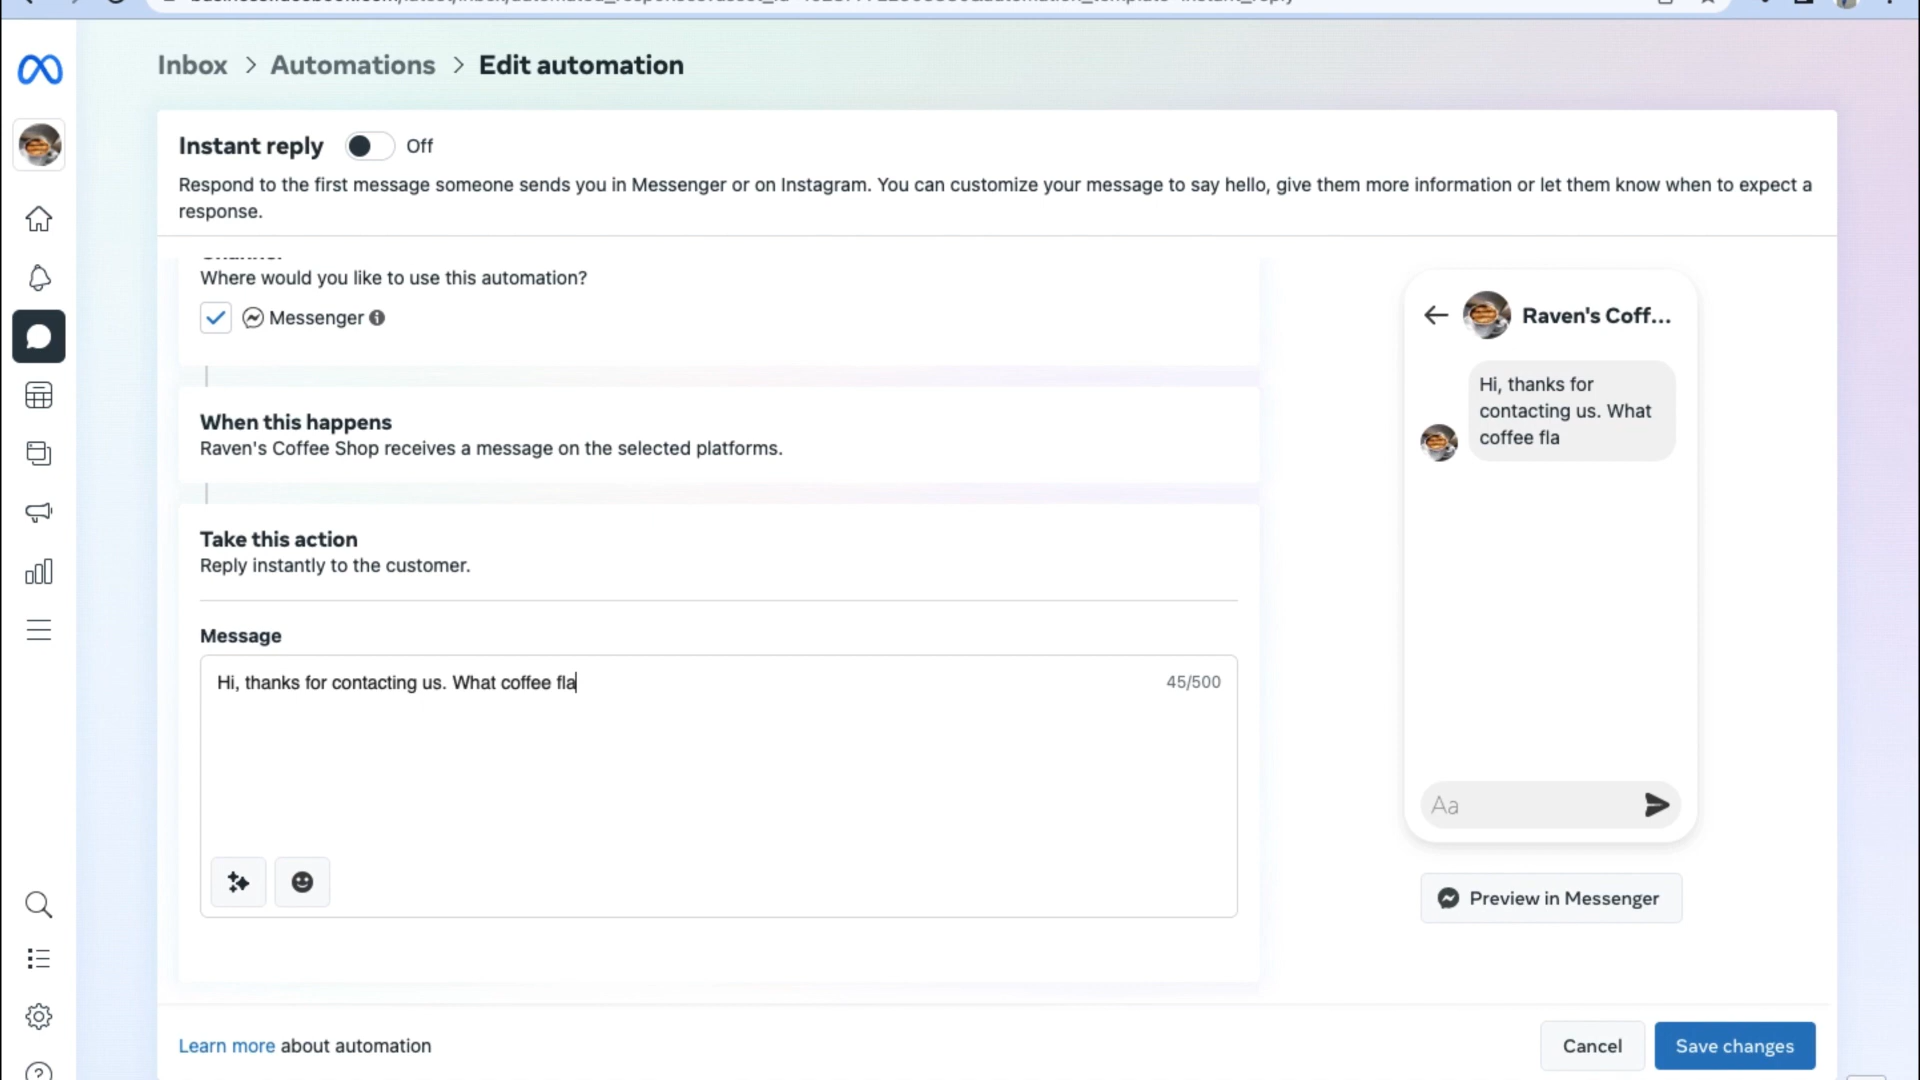 Inbox > Automations > Edit automation
Instant reply Off
Respond to the first message someone sends you in Messenger or on Instagram. You can customize your message to say hello, give them more information or let them know when to expect a
response.
Where would you like to use this automation?
Messenger
When this happens
Raven's Coffee Shop receives a message on the selected platforms.
Take this action
Reply instantly to the customer.
Message
Hi, thanks for contacting us. What coffee fla
45/500
Raven's Coff...
Hi, thanks for
contacting us. What
coffee fla
Aa
Preview in Messenger
Learn more about automation
Cancel
Save changes